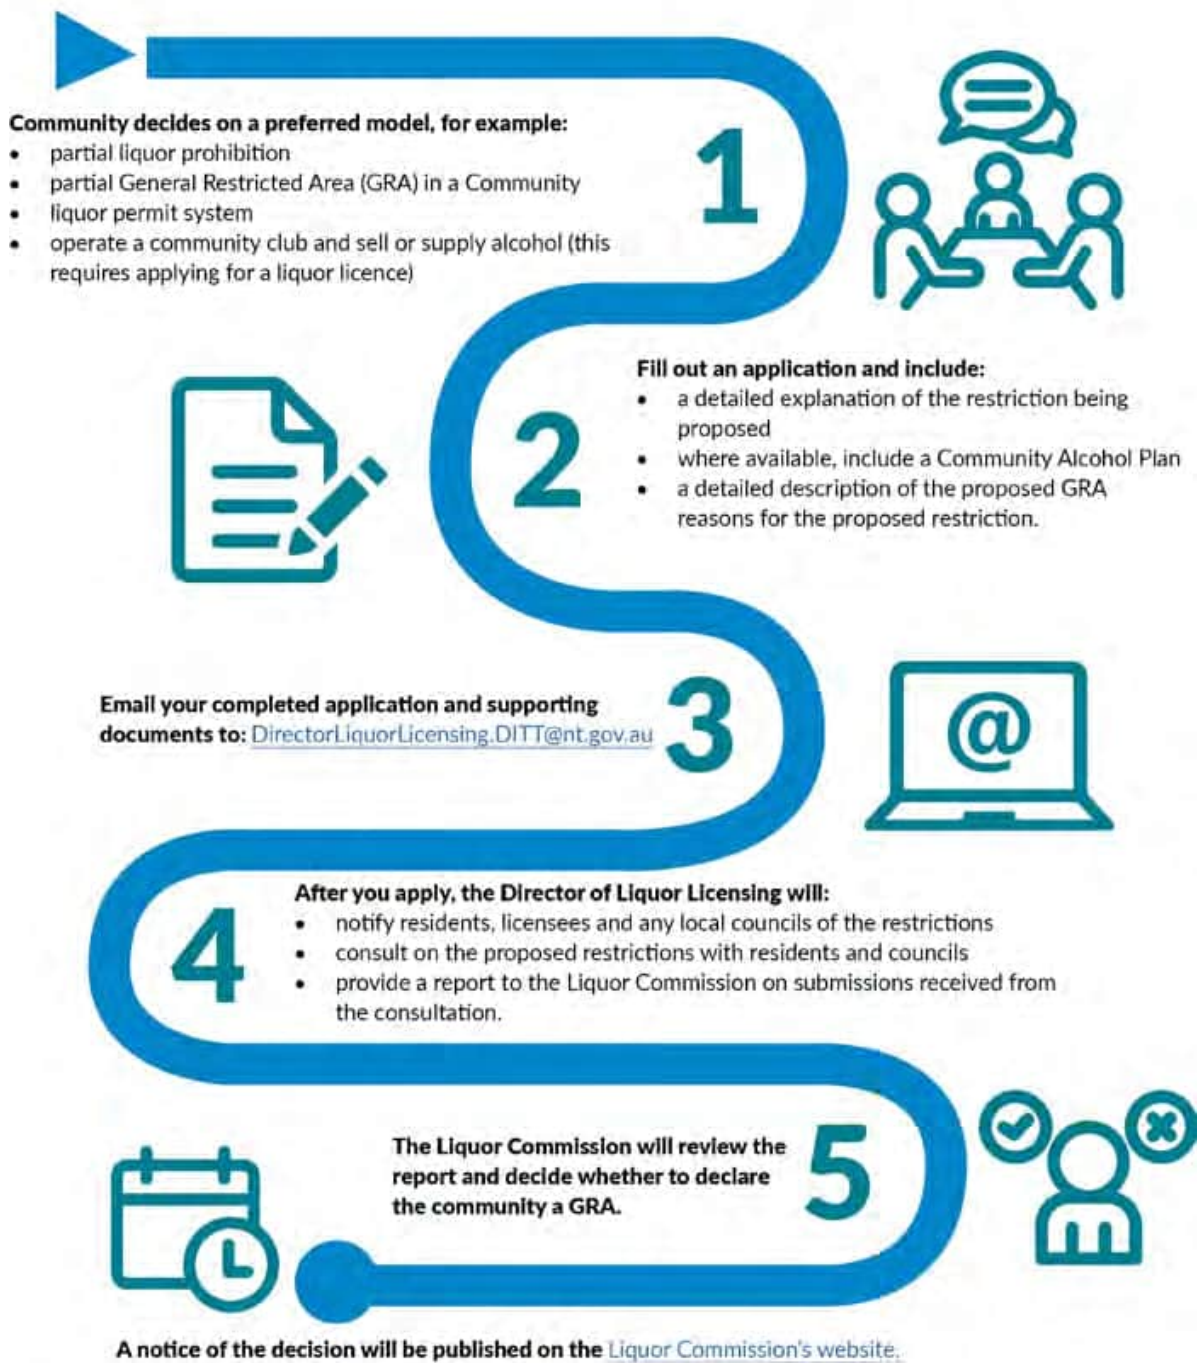 Community decides on a preferred model, for example:
• partial liquor prohibition
• partial General Restricted Area (GRA) in a Community
• liquor permit system
• operate a community club and sell or supply alcohol (this
requires applying for a liquor licence)
1
2
Fill out an application and include:
• a detailed explanation of the restriction being
proposed
• where available, include a Community Alcohol Plan
• a detailed description of the proposed GRA
reasons for the proposed restriction.
Email your completed application and supporting
documents to: DirectorLiquorLicensing.DITT@nt.gov.au
3
@
4
After you apply, the Director of Liquor Licensing will:
• notify residents, licensees and any local councils of the restrictions
• consult on the proposed restrictions with residents and councils
• provide a report to the Liquor Commission on submissions received from
the consultation.
The Liquor Commission will review the
report and decide whether to declare
the community a GRA.
5
A notice of the decision will be published on the Liquor Commission's website.